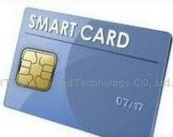 SMART CARD
Technology CO., Ltd.
07/17